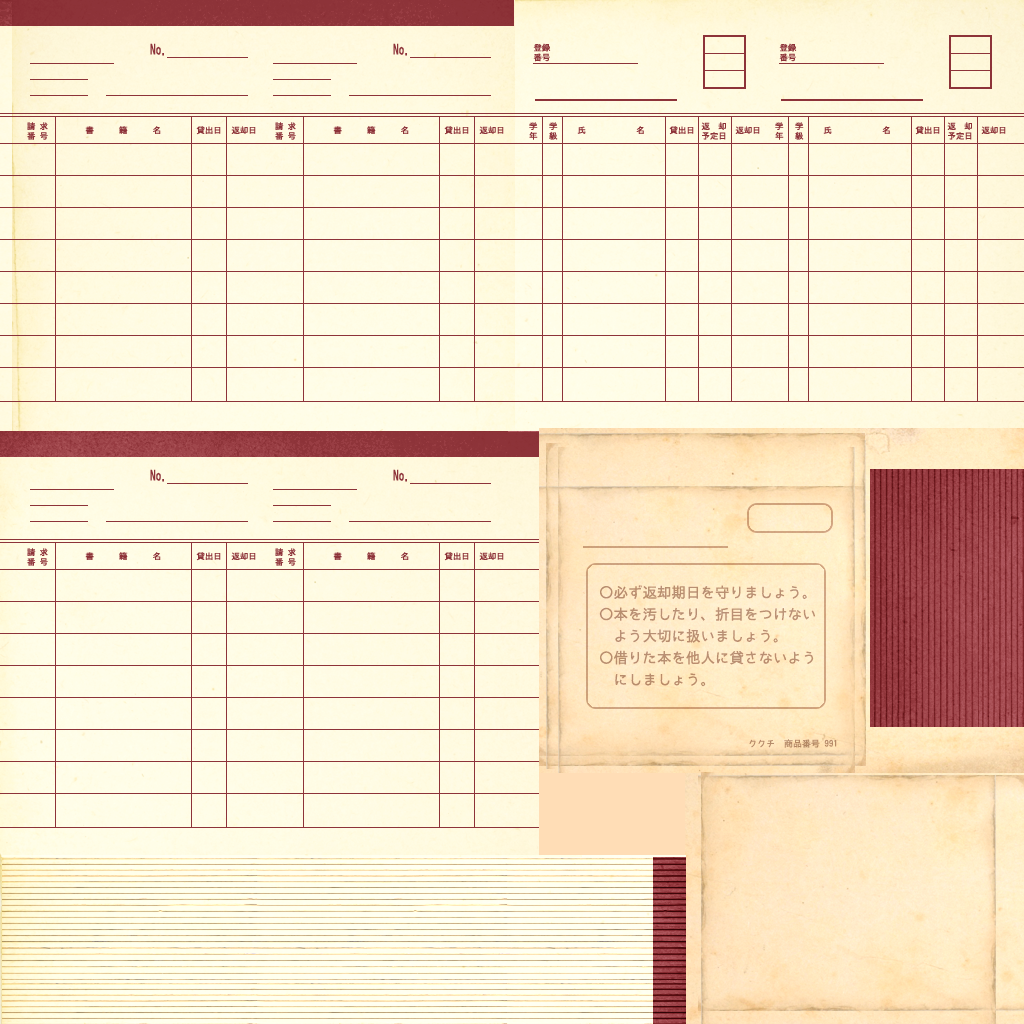 No. No.
登録番号 登録番号
請求番号 書籍名 貸出日 返却日 請求番号 書籍名 貸出日 返却日
学年 学級 氏名 貸出日 返却予定日 返却日 学年 学級 氏名 貸出日 返却予定日 返却日
No. No.
請求番号 書籍名 貸出日 返却日 請求番号 書籍名 貸出日 返却日
○必ず返却期日を守りましょう。
○本を汚したり、折目をつけない
よう大切に扱いましょう。
○借りた本を他人に貸さないよう
にしましょう。
ククチ 商品番号 991